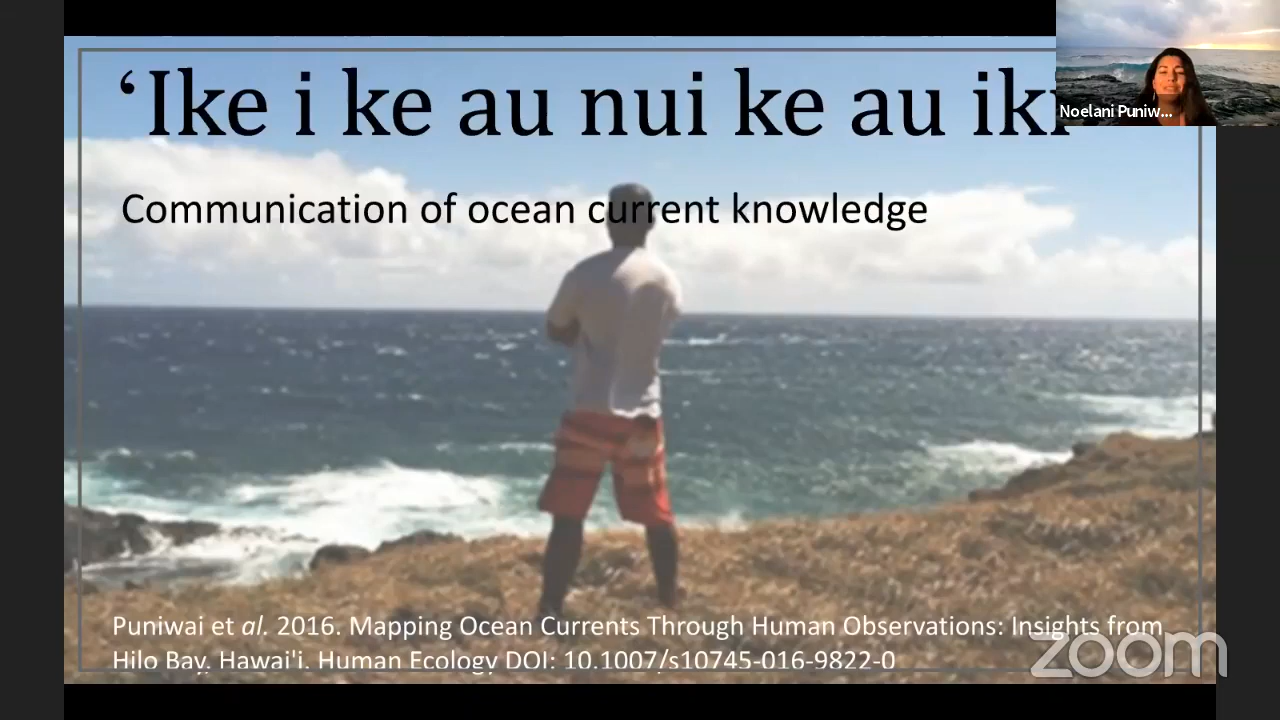 ʻIke i ke au nui ke au iki
Noelani Puniw...
Communication of ocean current knowledge
Puniwai et al. 2016. Mapping Ocean Currents Through Human Observations: Insights from
Hilo Bay, Hawai'i. Human Ecology DOI: 10.1007/s10745-016-9822-0
zoom